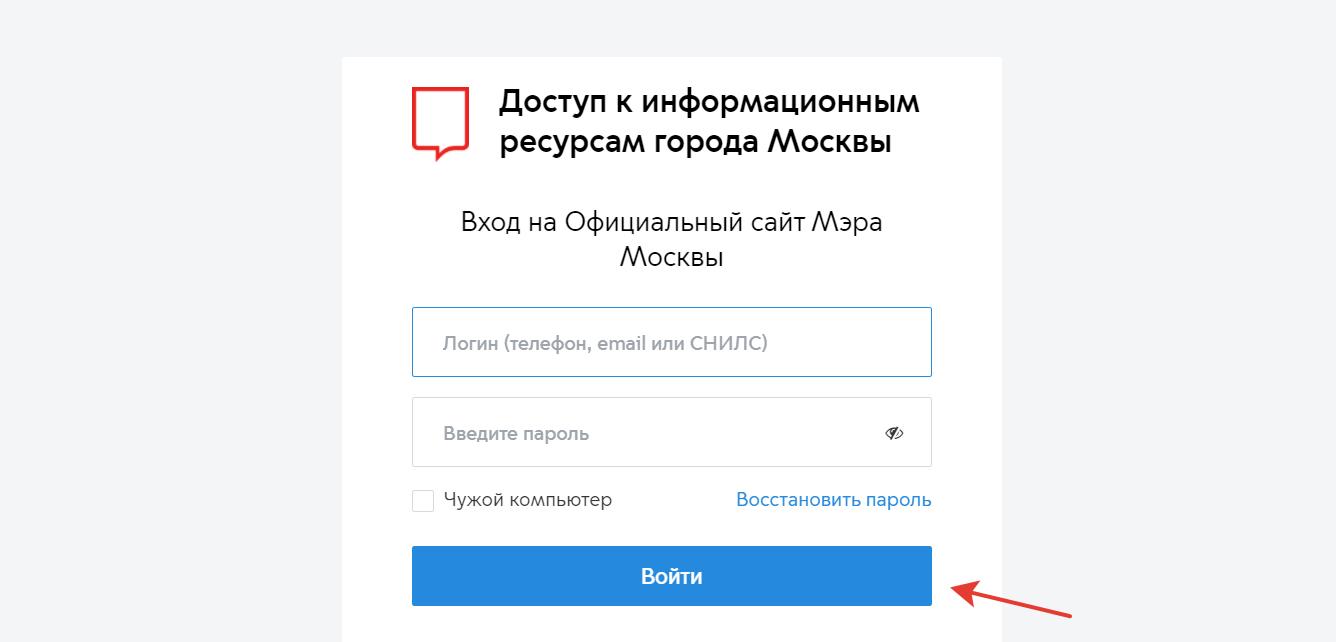 Доступ к информационным
ресурсам города Москвы
Вход на Официальный сайт Мэра
Москвы
Логин (телефон, email или СНИЛС)
Введите пароль
Чужой компьютер Восстановить пароль
Войти